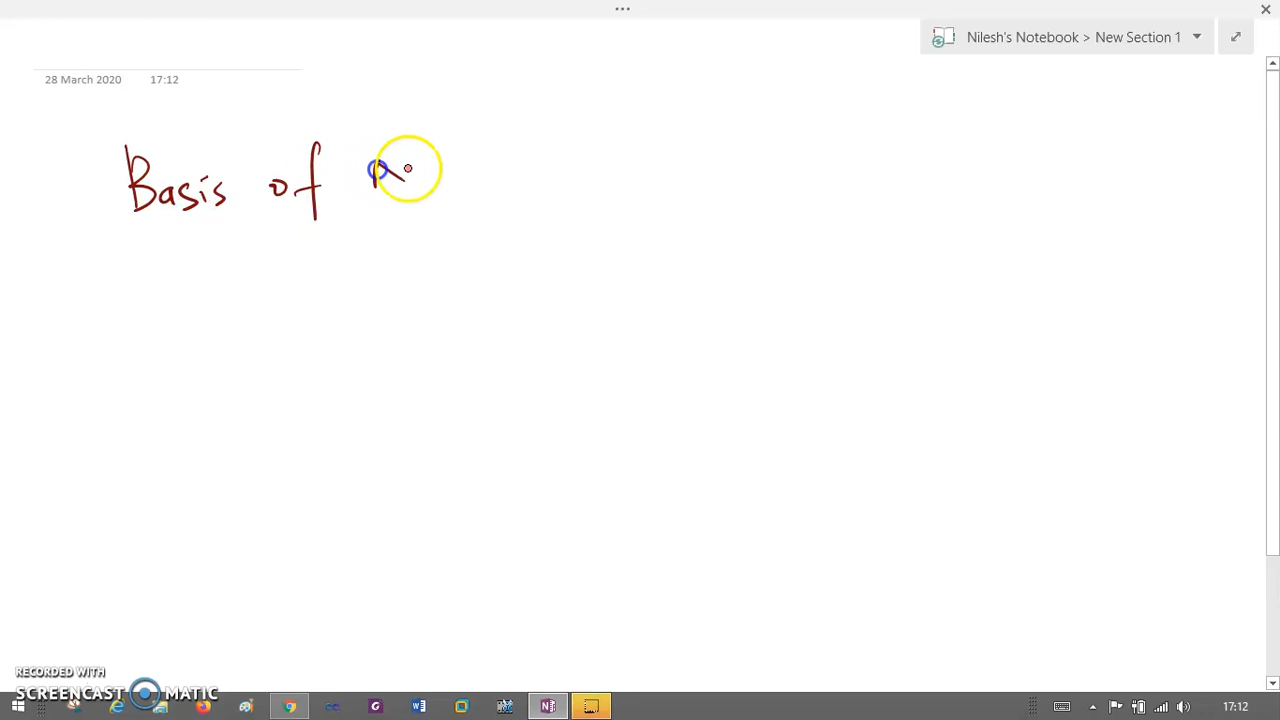 Nilesh's Notebook > New Section 1
28 March 2020 17:12
Basis of
RECORDED WITH
SCREENCAST MATIC
17:12